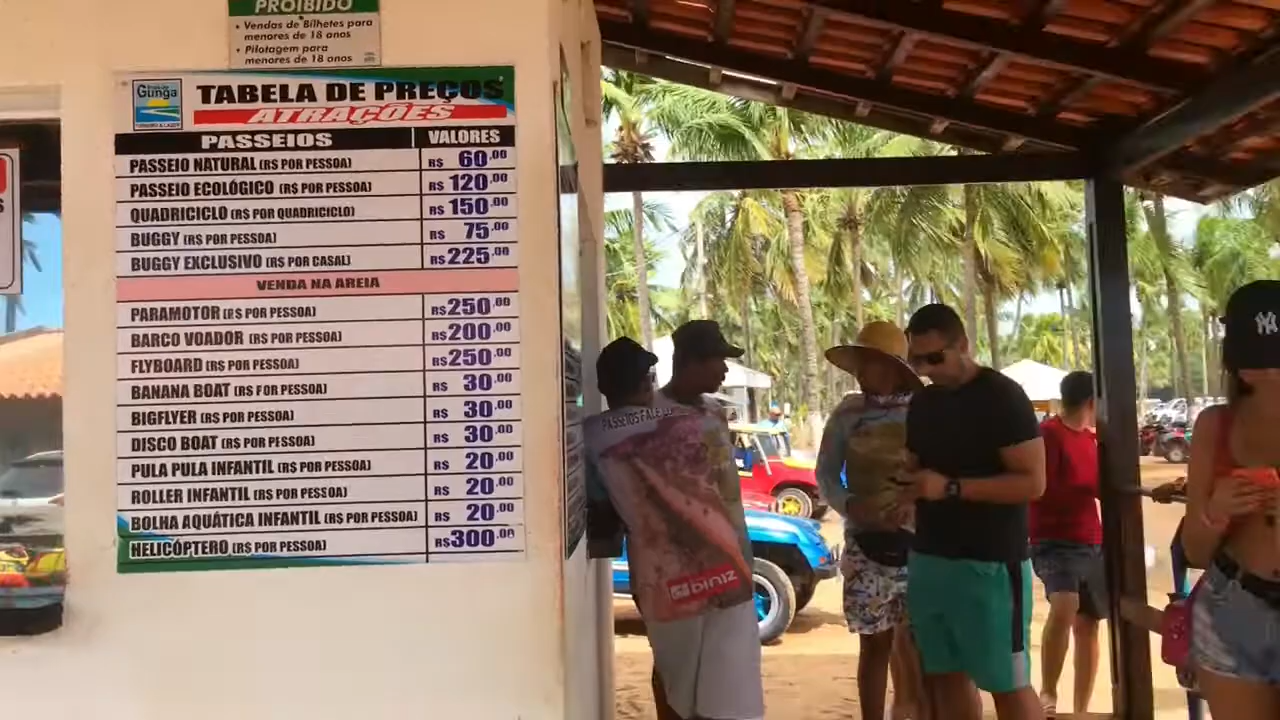 PROIBIDO
• Vendas de Bilhetes para
menores de 18 anos
• Pilotagem para
menores de 18 anos
Gunga
TABELA DE PREÇOS
ATRAÇÕES
PASSEIOS VALORES
PASSEIO NATURAL (R$ POR PESSOA) R$ 60,00
PASSEIO ECOLÓGICO (R$ POR PESSOA) R$ 120,00
QUADRICICLO (R$ POR QUADRICICLO) R$ 150,00
BUGGY (R$ POR PESSOA) R$ 75,00
BUGGY EXCLUSIVO (R$ POR CASAL) R$ 225,00
VENDA NA AREIA
PARAMOTOR (R$ POR PESSOA) R$ 250,00
BARCO VOADOR (R$ POR PESSOA) R$ 200,00
FLYBOARD (R$ POR PESSOA) R$ 250,00
BANANA BOAT (R$ FOR PESSOA) R$ 30,00
BIGFLYER (R$ POR PESSOA) R$ 30,00
DISCO BOAT (R$ POR PESSOA) R$ 30,00
PULA PULA INFANTIL (R$ POR PESSOA) R$ 20,00
ROLLER INFANTIL (R$ POR PESSOA) R$ 20,00
BOLHA AQUÁTICA INFANTIL (R$ POR PESSOA) R$ 20,00
HELICÓPTERO (R$ POR PESSOA) R$ 300,00
PASSEIOS FALE
DINIZ
NY